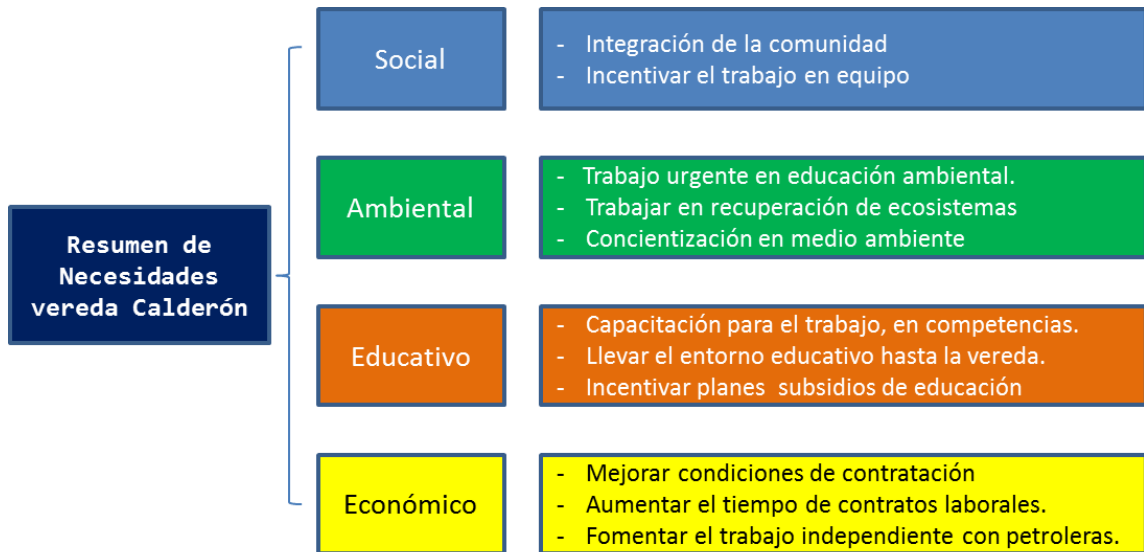 Resumen de
Necesidades
vereda Calderón
Social
- Integración de la comunidad
- Incentivar el trabajo en equipo
Ambiental
- Trabajo urgente en educación ambiental.
- Trabajar en recuperación de ecosistemas
- Concientización en medio ambiente
Educativo
- Capacitación para el trabajo, en competencias.
- Llevar el entorno educativo hasta la vereda.
- Incentivar planes subsidios de educación
Económico
- Mejorar condiciones de contratación
- Aumentar el tiempo de contratos laborales.
- Fomentar el trabajo independiente con petroleras.